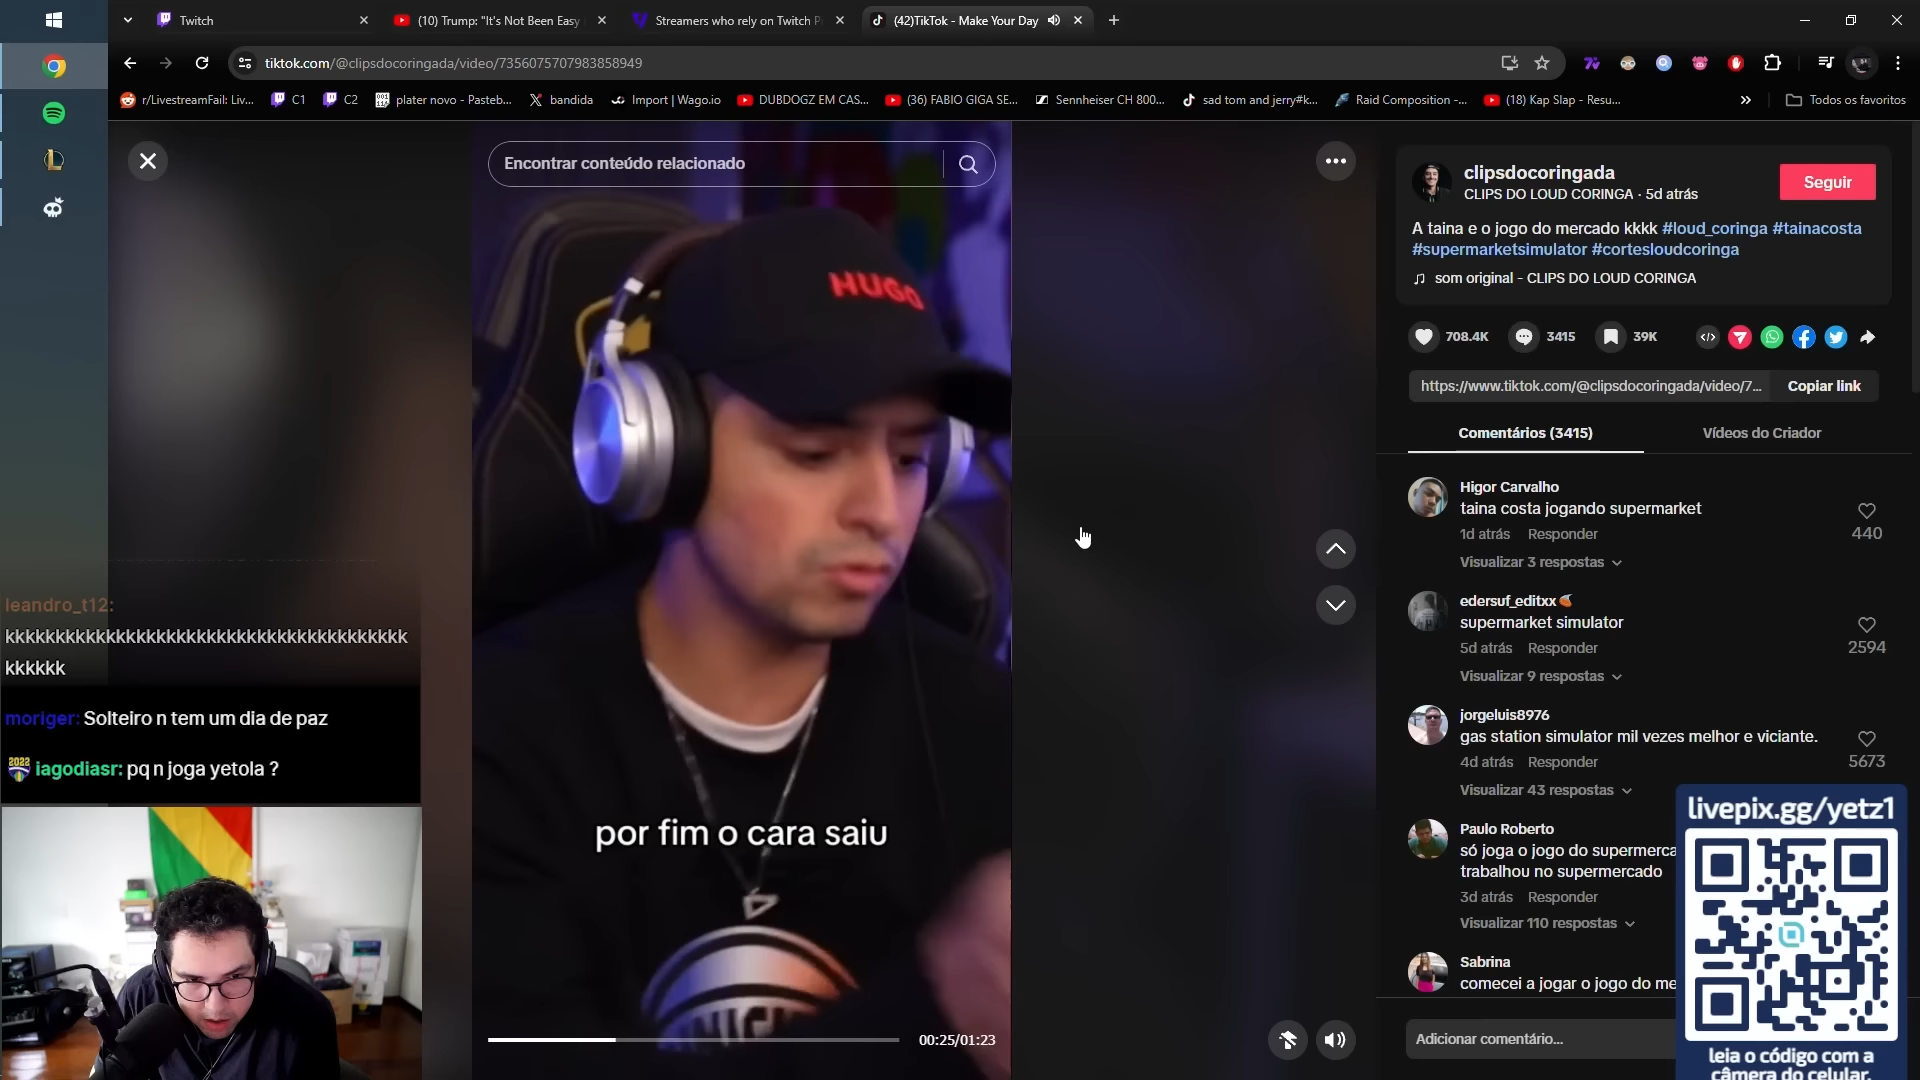 Twitch
(10) Trump: "It's Not Been Easy
Streamers who rely on Twitch P
(42)TikTok - Make Your Day
tiktok.com/@clipsdocoringada/video/7356075707983858949
r/LivestreamFail: Liv...
C1
C2
plater novo - Pasteb...
bandida
Import | Wago.io
DUBDOGZ EM CAS...
(36) FABIO GIGA SE...
Sennheiser CH 800...
sad tom and jerry#k...
Raid Composition -...
(18) Kap Slap - Resu...
Todos os favoritos
Encontrar conteúdo relacionado
HUGO
por fim o cara saiu
00:25/01:23
clipsdocoringada
CLIPS DO LOUD CORINGA · 5d atrás
Seguir
A taina e o jogo do mercado kkkk #loud_coringa #tainacosta
#supermarketsimulator #cortesloudcoringa
som original - CLIPS DO LOUD CORINGA
708.4K
3415
39K
https://www.tiktok.com/@clipsdocoringada/video/7...
Copiar link
Comentários (3415)
Vídeos do Criador
Higor Carvalho
taina costa jogando supermarket
1d atrás Responder
440
Visualizar 3 respostas
edersuf_editxx
supermarket simulator
5d atrás Responder
2594
Visualizar 9 respostas
jorgeluis8976
gas station simulator mil vezes melhor e viciante.
4d atrás Responder
5673
Visualizar 43 respostas
Paulo Roberto
só joga o jogo do supermerca
trabalhou no supermercado
3d atrás Responder
Visualizar 110 respostas
Sabrina
comecei a jogar o jogo do me
Adicionar comentário...
leandro_t12:
kkkkkkkkkkkkkkkkkkkkkkkkkkkkkkkkkkkkkkkk
kkkkkk
moriger: Solteiro n tem um dia de paz
2022
iagodiasr: pq n joga yetola ?
livepix.gg/yetz1
leia o código com a
câmera do celular.